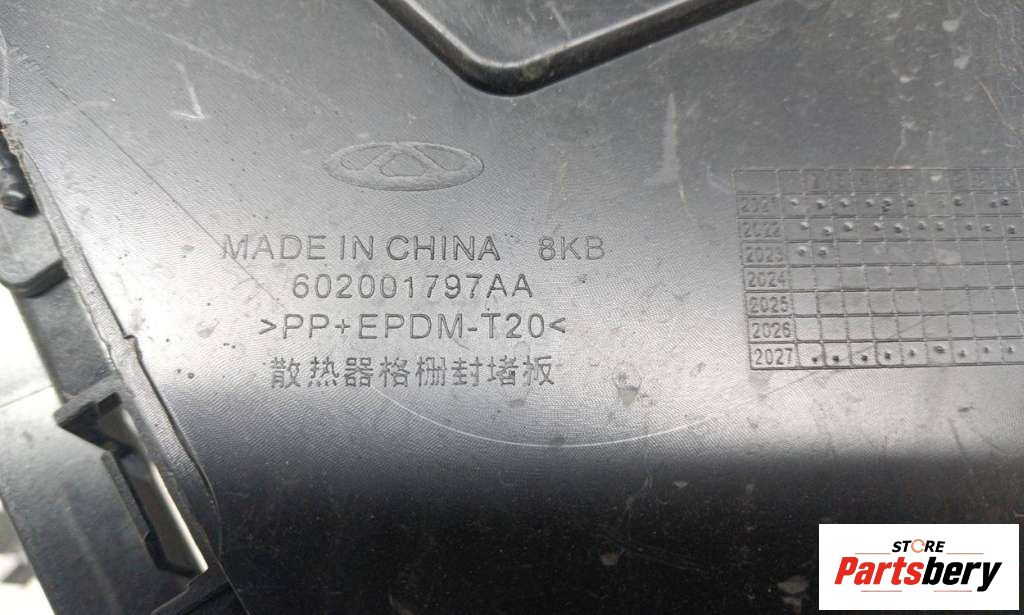 MADE IN CHINA 8KB
602001797AA
>PP+EPDM-T20<
散热器格栅封堵板
2021
2022
2023
2024
2025
2026
2027
STORE
Partsbery